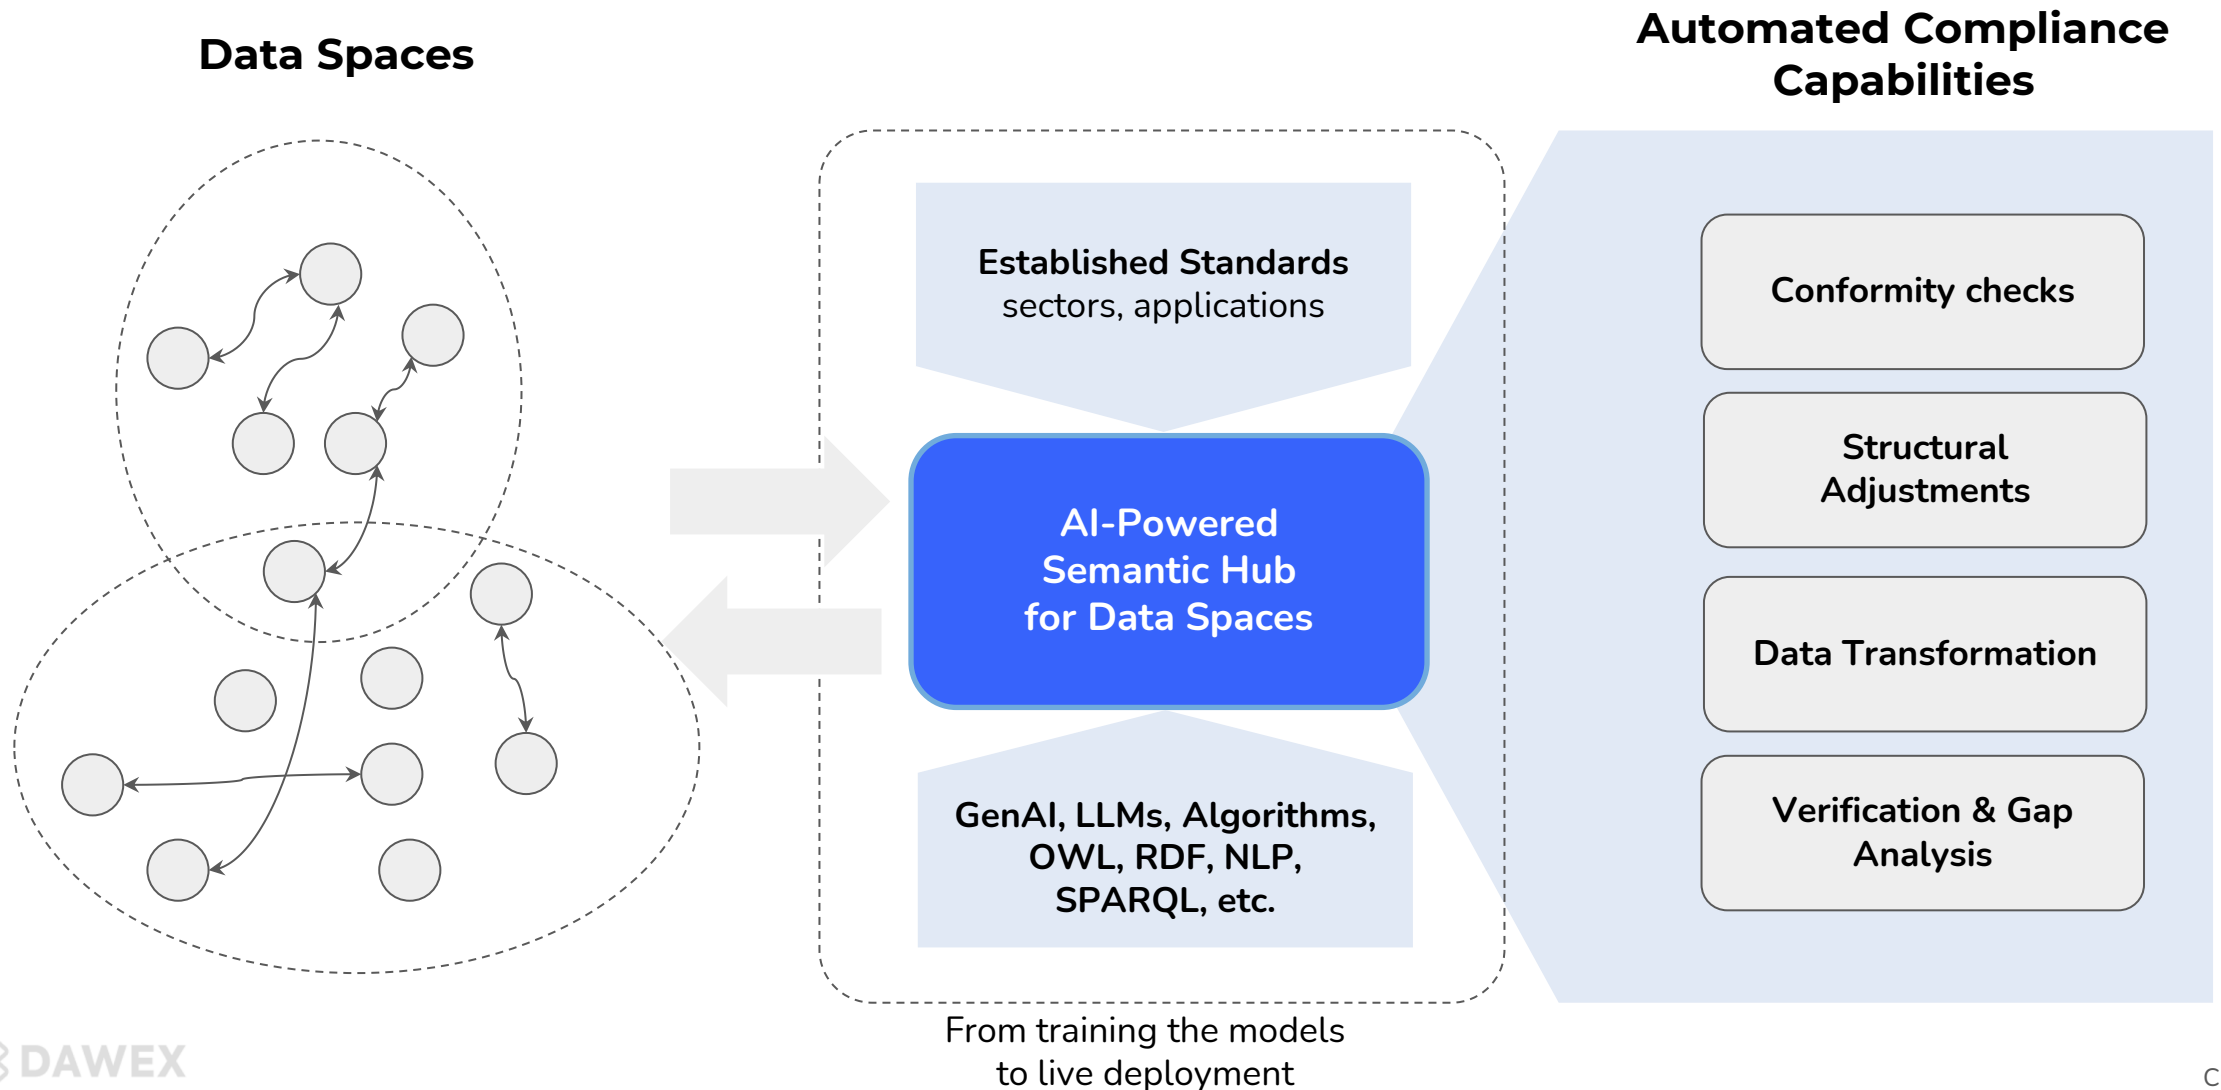 Data Spaces
Automated Compliance
Capabilities
Established Standards
sectors, applications
AI-Powered
Semantic Hub
for Data Spaces
GenAI, LLMs, Algorithms,
OWL, RDF, NLP,
SPARQL, etc.
From training the models
to live deployment
Conformity checks
Structural
Adjustments
Data Transformation
Verification & Gap
Analysis
DAWEX
C